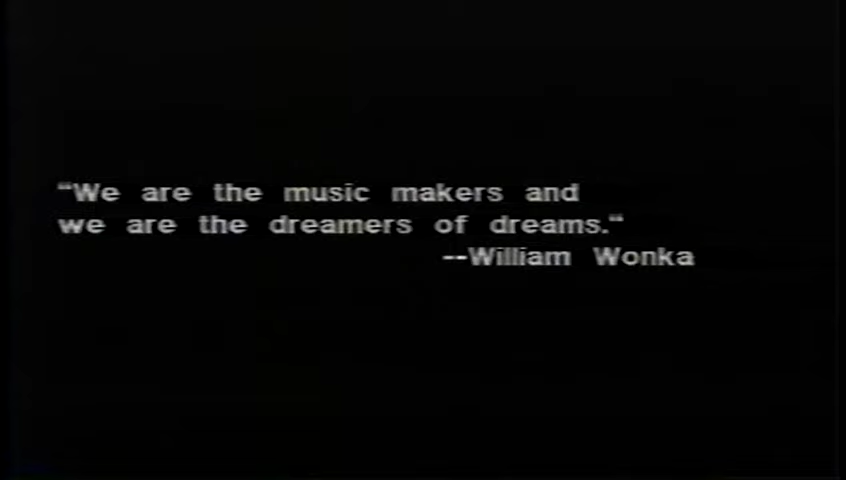 "We are the music makers and
we are the dreamers of dreams."
--William Wonka